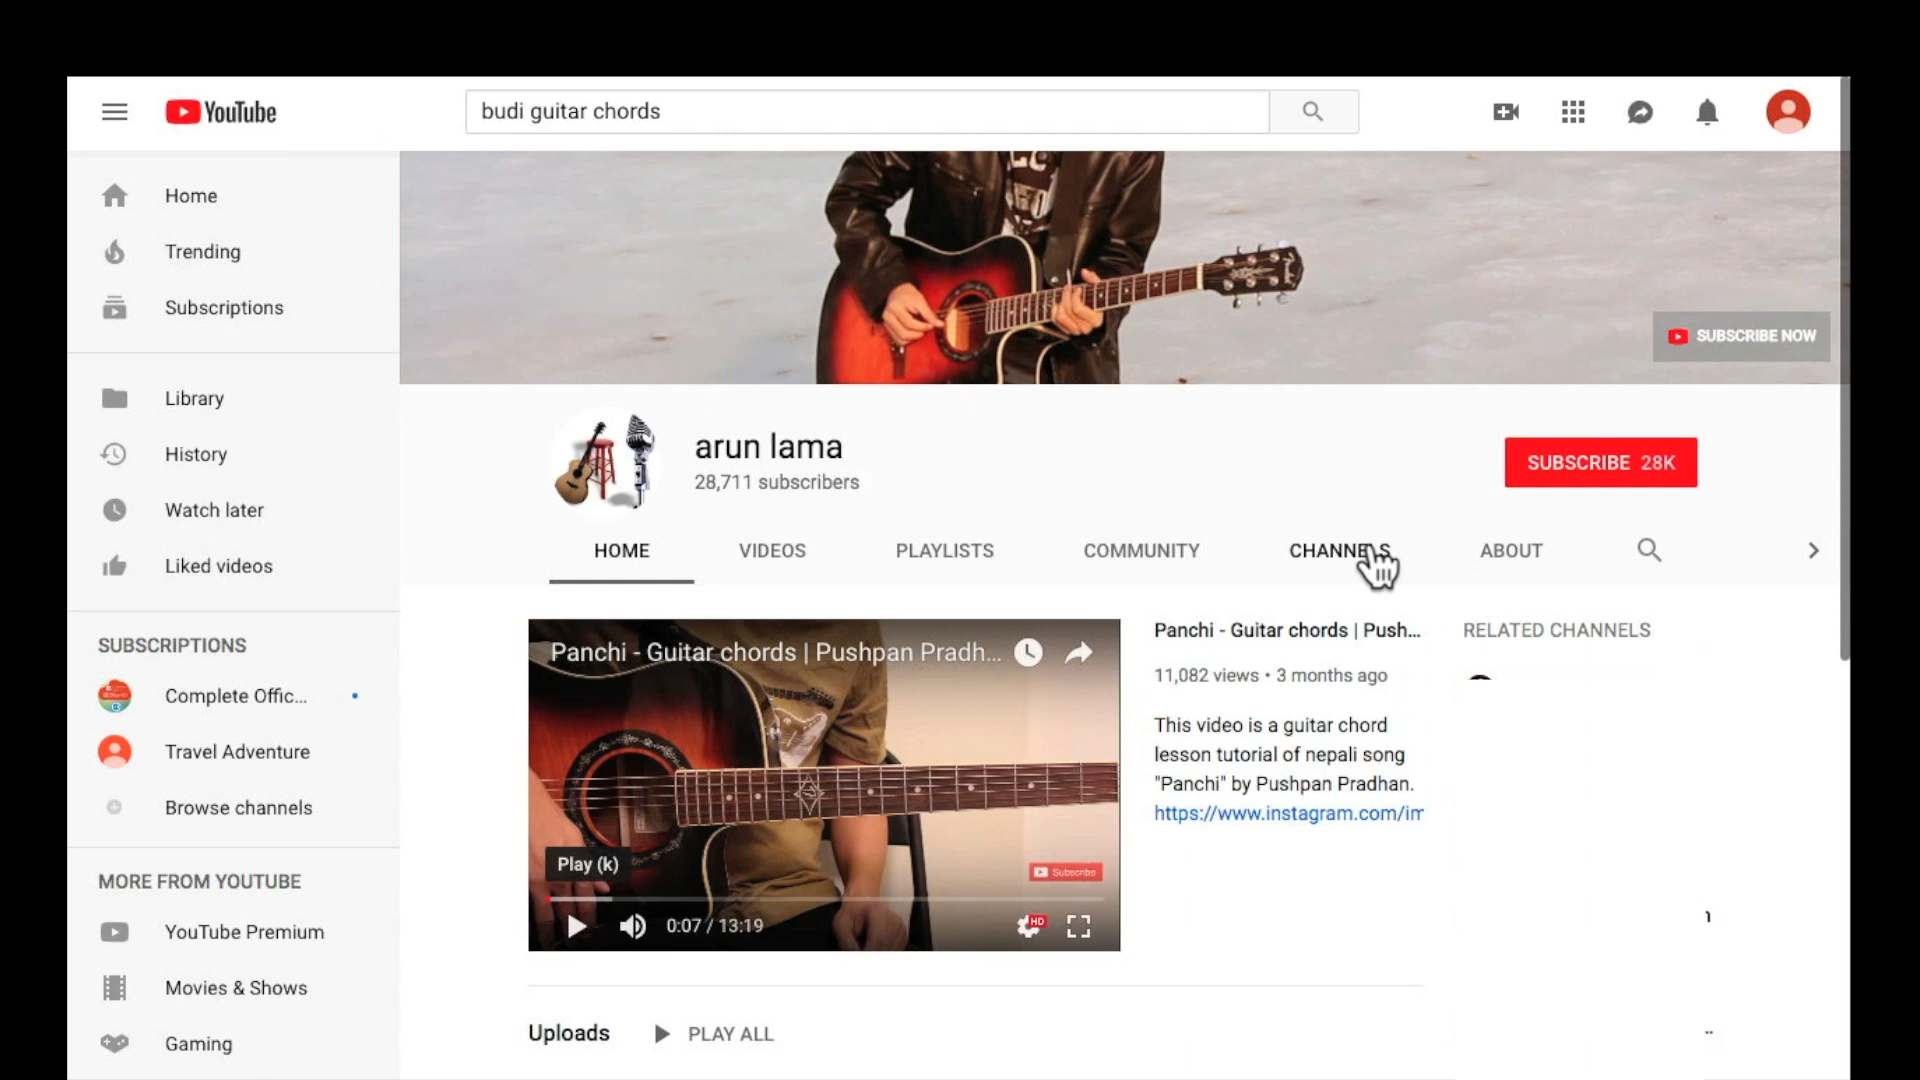 YouTube
budi guitar chords
Home
Trending
Subscriptions
SUBSCRIBE NOW
Library
History
Watch later
Liked videos
arun lama
28,711 subscribers
SUBSCRIBE 28K
HOME
VIDEOS
PLAYLISTS
COMMUNITY
CHANNELS
ABOUT
SUBSCRIPTIONS
Complete Offic...
Travel Adventure
Browse channels
Panchi - Guitar chords | Pushpan Pradh...
Play (k)
Subscribe
0:07 / 13:19
HD
Panchi - Guitar chords | Push...
11,082 views • 3 months ago
This video is a guitar chord
lesson tutorial of nepali song
"Panchi" by Pushpan Pradhan.
https://www.instagram.com/im
RELATED CHANNELS
MORE FROM YOUTUBE
YouTube Premium
Movies & Shows
Gaming
Uploads
PLAY ALL